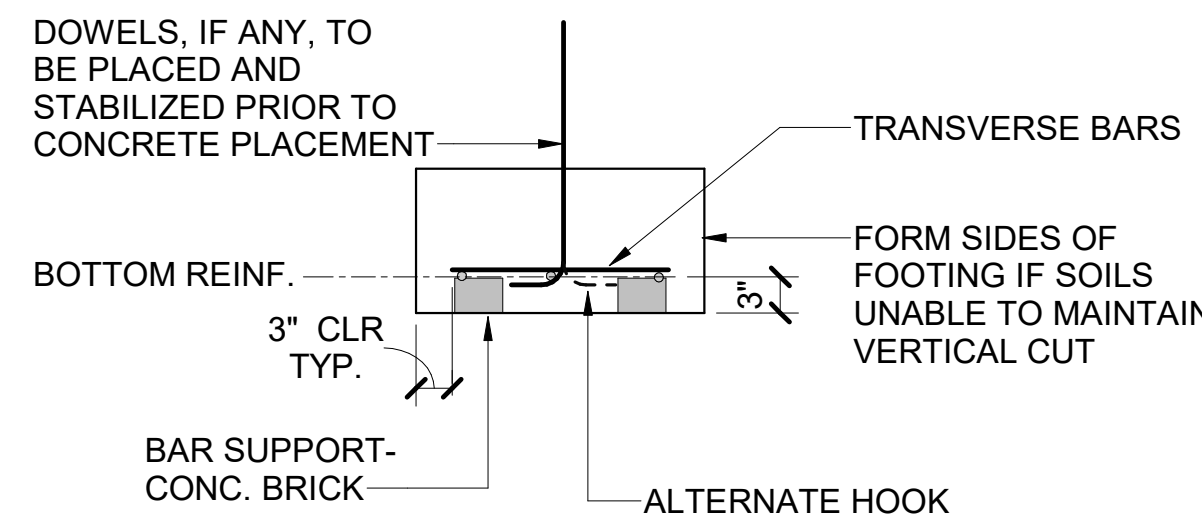 DOWELS, IF ANY, TO
BE PLACED AND
STABILIZED PRIOR TO
CONCRETE PLACEMENT
TRANSVERSE BARS
FORM SIDES OF
FOOTING IF SOILS
UNABLE TO MAINTAIN
VERTICAL CUT
BOTTOM REINF.
3"
3" CLR
TYP.
BAR SUPPORT-
CONC. BRICK
ALTERNATE HOOK